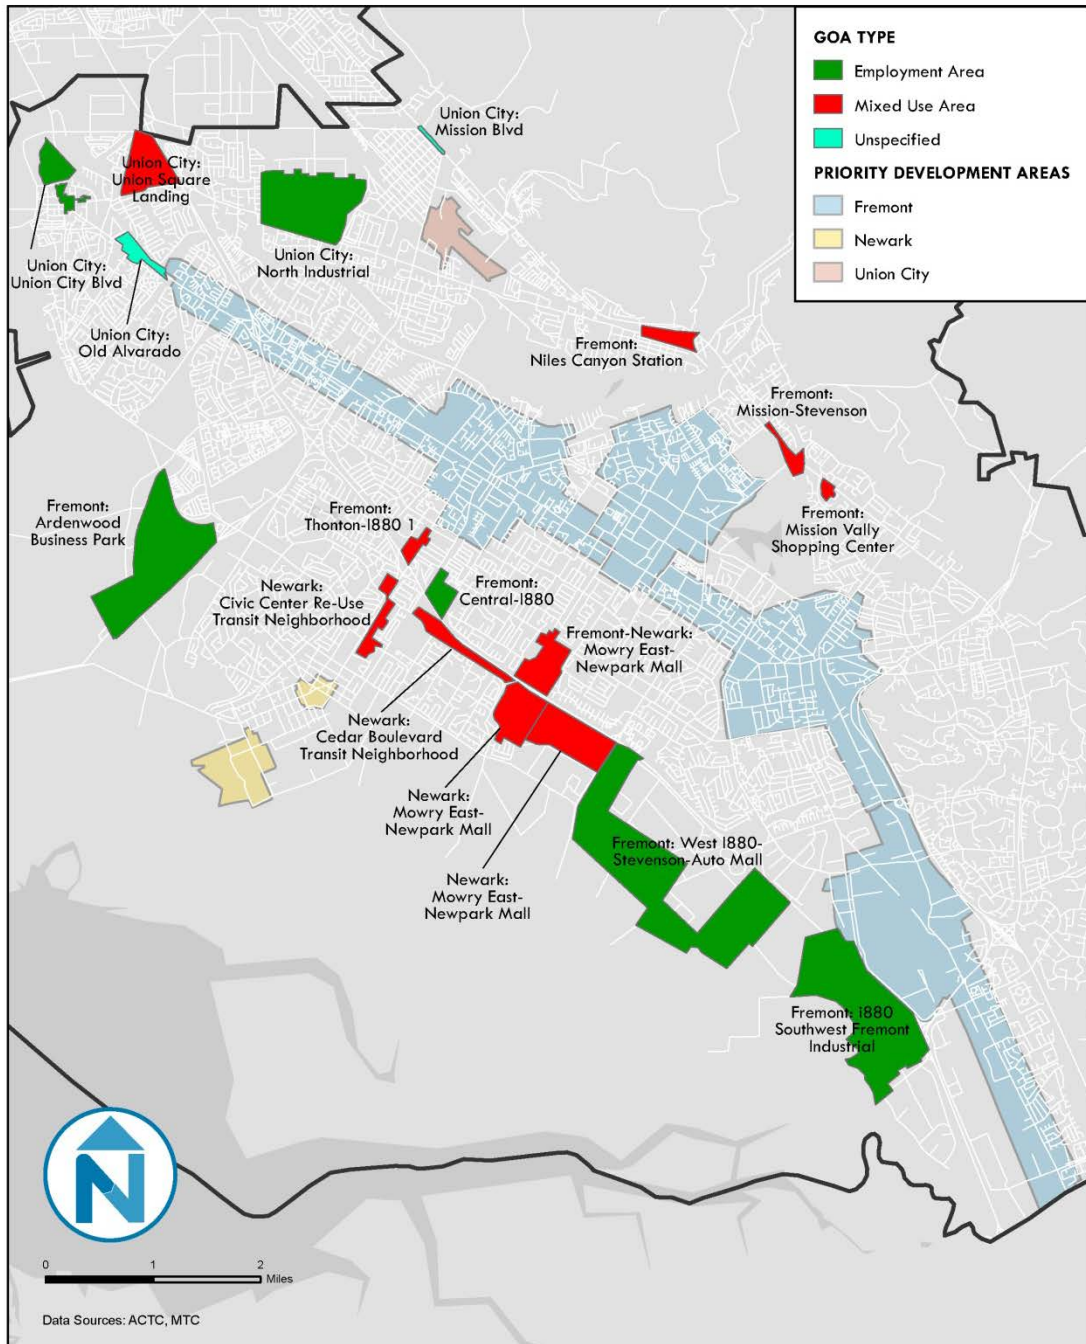 GOA TYPE
Employment Area
Mixed Use Area
Unspecified
PRIORITY DEVELOPMENT AREAS
Fremont
Newark
Union City
Union City:
Mission Blvd
Union City:
Union Square
Landing
Union City:
Union City Blvd
Union City:
North Industrial
Union City:
Old Alvarado
Fremont:
Niles Canyon Station
Fremont:
Mission-Stevenson
Fremont:
Mission Vally
Shopping Center
Fremont:
Ardenwood
Business Park
Fremont:
Thonton-I880 1
Newark:
Civic Center Re-Use
Transit Neighborhood
Fremont:
Central-I880
Fremont-Newark:
Mowry East-
Newpark Mall
Newark:
Cedar Boulevard
Transit Neighborhood
Newark:
Mowry East-
Newpark Mall
Newark:
Mowry East-
Newpark Mall
Fremont: West I880-
Stevenson-Auto Mall
Fremont: i880
Southwest Fremont
Industrial
N
0 1 2
Miles
Data Sources: ACTC, MTC